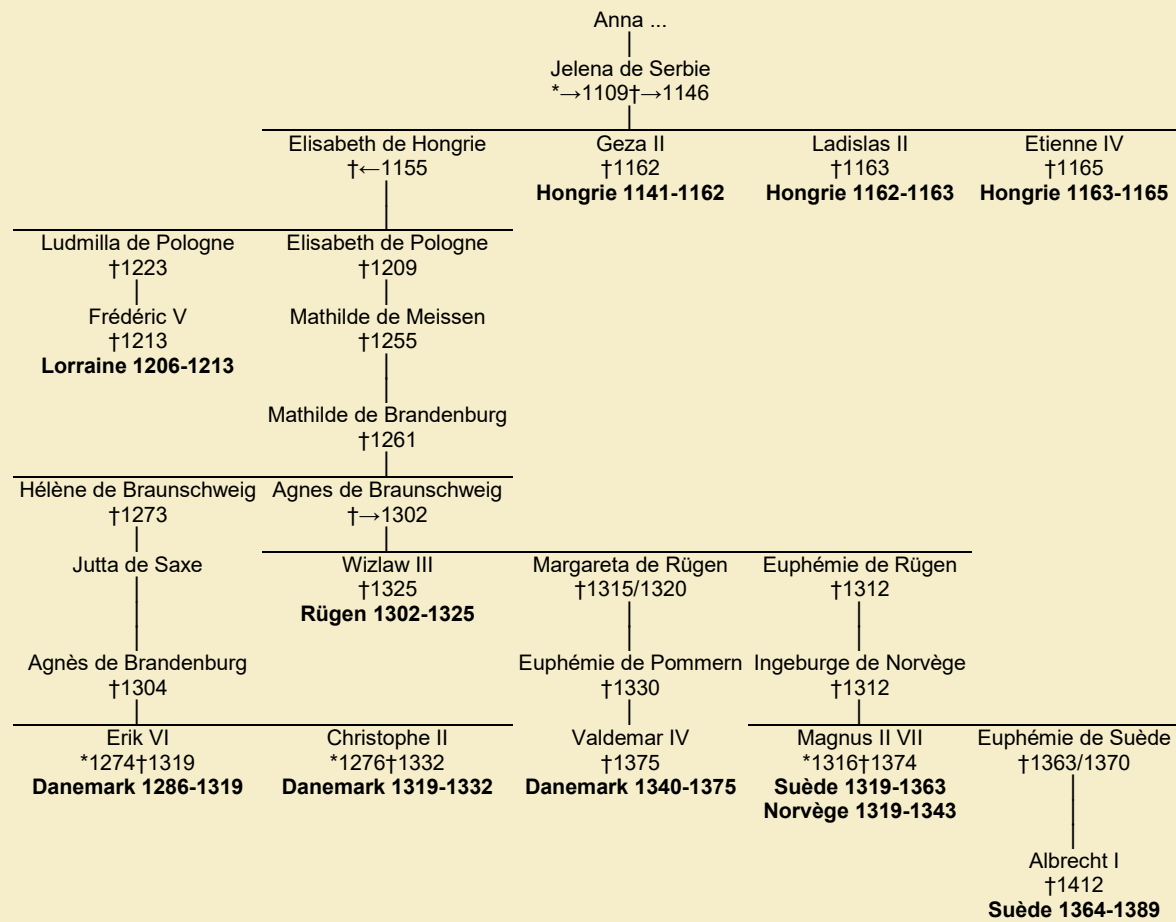 Anna ...
Jelena de Serbie
*→1109†→1146
Elisabeth de Hongrie Geza II Ladislas II Etienne IV
†←1155 †1162 †1163 †1165
Hongrie 1141-1162 Hongrie 1162-1163 Hongrie 1163-1165
Ludmilla de Pologne Elisabeth de Pologne
†1223 †1209
Frédéric V Mathilde de Meissen
†1213 †1255
Lorraine 1206-1213
Mathilde de Brandenburg
†1261
Hélène de Braunschweig Agnes de Braunschweig
†1273 †→1302
Jutta de Saxe Wizlaw III Margareta de Rügen Euphémie de Rügen
†1325 †1315/1320 †1312
Rügen 1302-1325
Agnès de Brandenburg Euphémie de Pommern Ingeburge de Norvège
†1304 †1330 †1312
Erik VI Christophe II Valdemar IV Magnus II VII Euphémie de Suède
*1274†1319 *1276†1332 †1375 *1316†1374 †1363/1370
Danemark 1286-1319 Danemark 1319-1332 Danemark 1340-1375 Suède 1319-1363
Norvège 1319-1343
Albrecht I
†1412
Suède 1364-1389